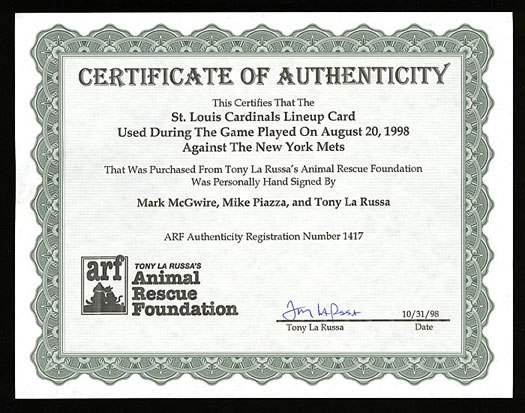 CERTIFICATE OF AUTHENTICITY
This Certifies That The
St. Louis Cardinals Lineup Card
Used During The Game Played On August 20, 1998
Against The New York Mets
That Was Purchased From Tony La Russa's Animal Rescue Foundation
Was Personally Hand Signed By
Mark McGwire, Mike Piazza, and Tony La Russa
ARF Authenticity Registration Number 1417
arf
TONY LA RUSSA'S
Animal
Rescue
Foundation
Tony La Russa
10/31/98
Tony La Russa
Date